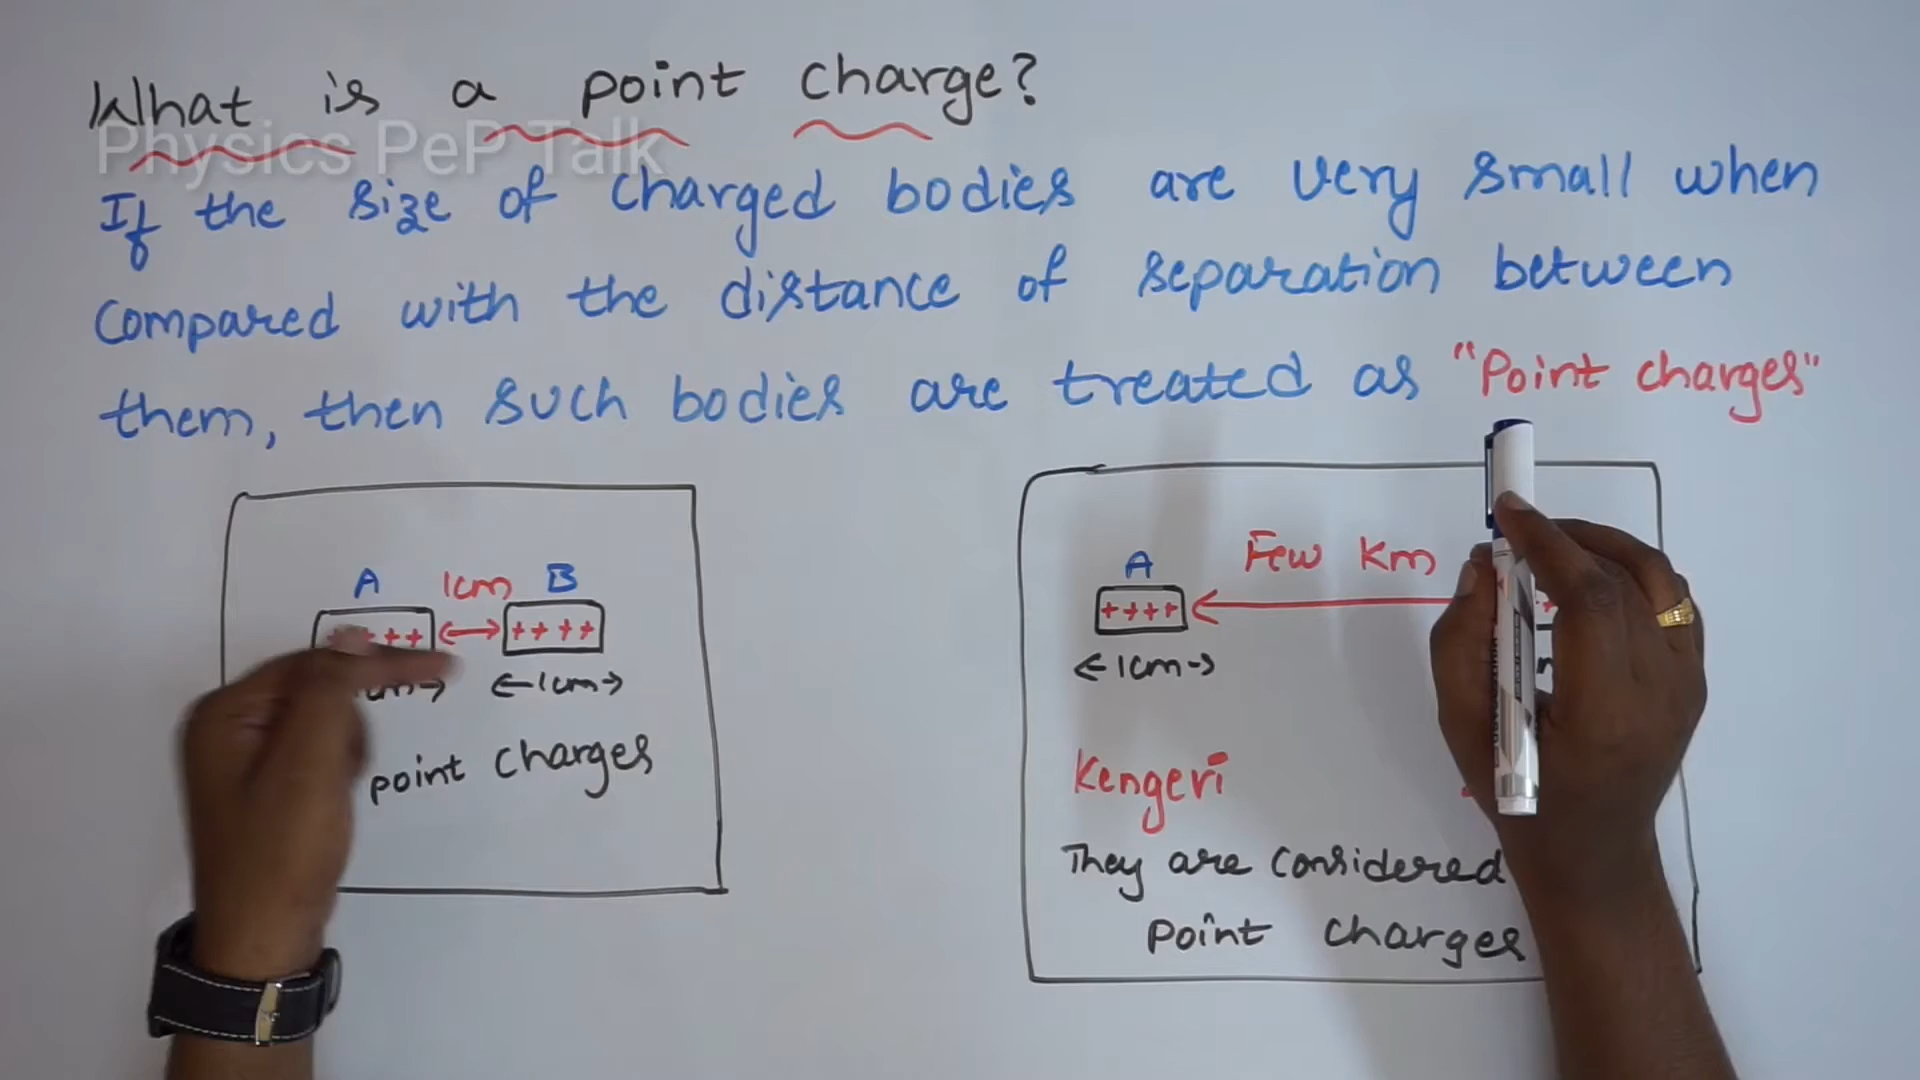 What is a point charge?
Physics PeP Talk
If the size of charged bodies are very small when
compared with the distance of separation between
them, then such bodies are treated as "Point charges"
A 1cm B
++++ ++++
cm ←1cm→
point charges
A Few Km
++++
←1cm→
Kengeri
They are considered
point charges